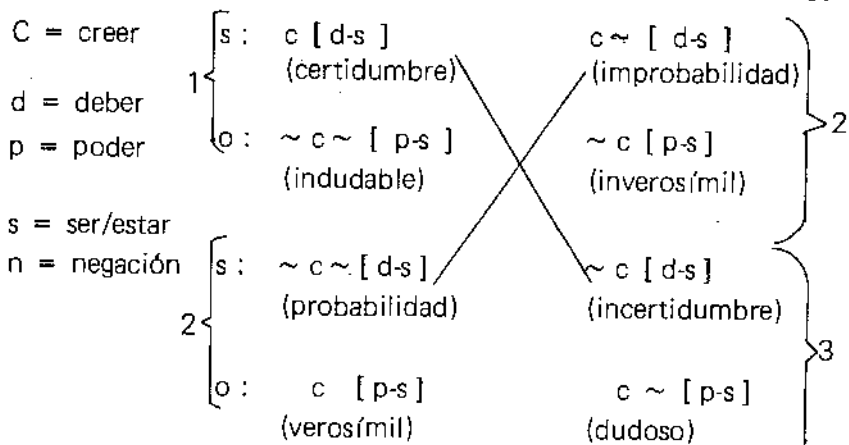 C = creer s : c [ d-s ] c ~ [ d-s ]
(certidumbre) (improbabilidad)
1
d = deber
p = poder o : ~ c ~ [ p-s ] ~ c [ p-s ] 2
(indudable) (inverosímil)
s = ser/estar
n = negación s : ~ c ~ [ d-s ] ~ c [ d-s ]
(probabilidad) (incertidumbre)
2 3
o : c [ p-s ] c ~ [ p-s ]
(verosímil) (dudoso)